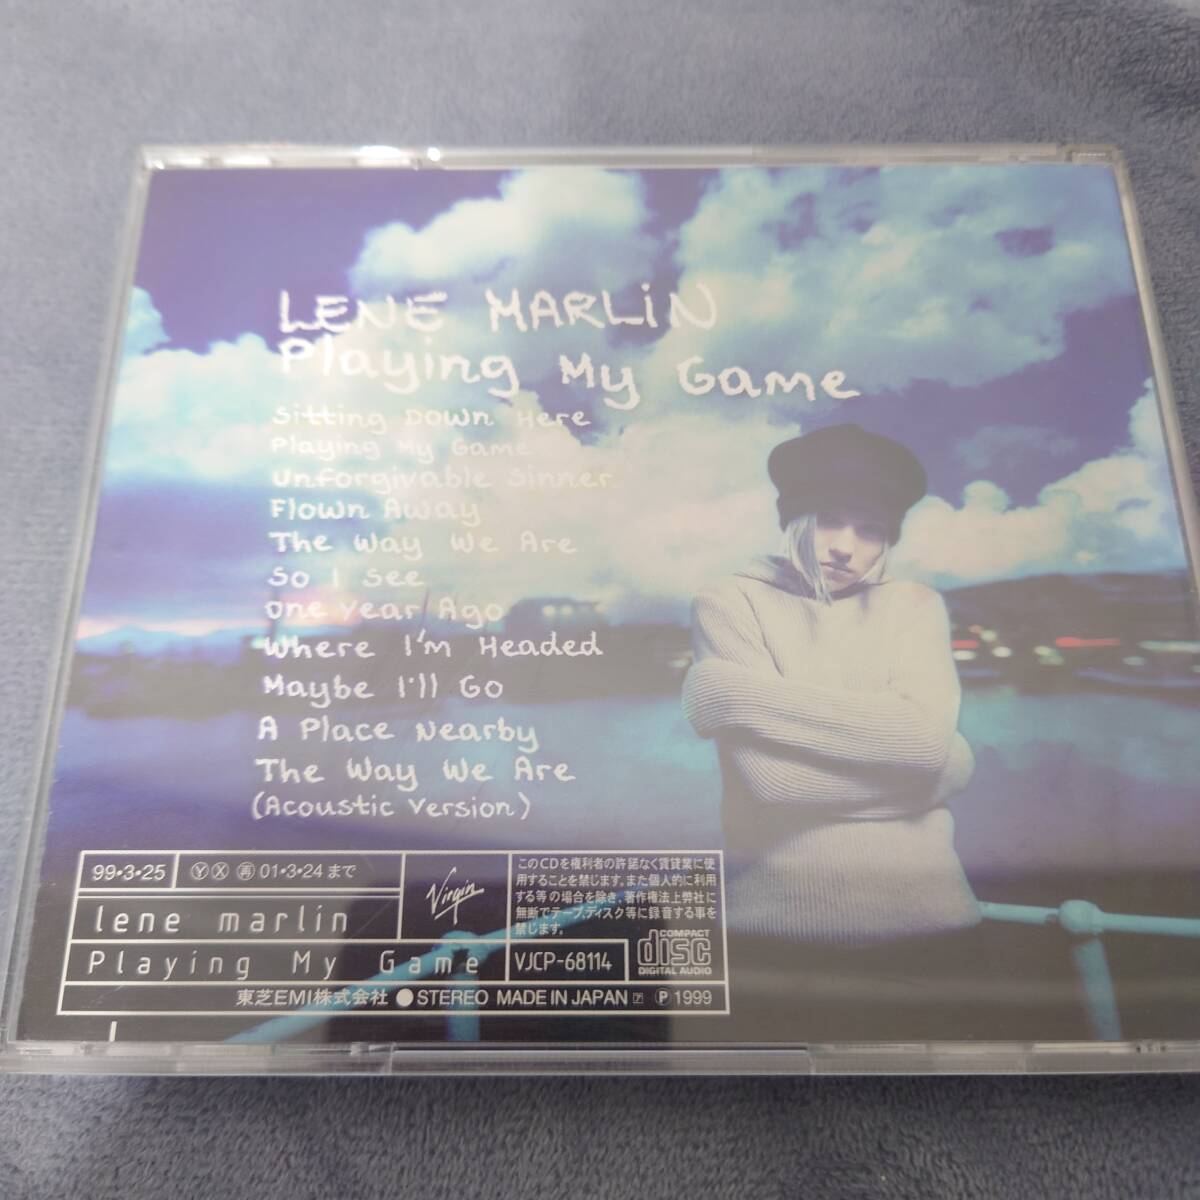 LENE MARLiN
Playing My Game
Sitting Down Here
Playing My Game
Unforgivable Sinner
Flown Away
The Way We Are
So I See
One Year Ago
Where I'm Headed
Maybe I'll Go
A Place Nearby
The Way We Are
(Acoustic Version)
99・3・25
ⓎⓍ㊢01・3・24まで
Virgin
このCDを権利者の許諾なく賃貸業に使
用することを禁じます。また個人的に利用
する等の場合を除き、著作権法上弊社に
無断でテープ、ディスク等に録音する事を
禁じます。
lene marlin
Playing My Game
VJCP-68114
COMPACT
disc
DIGITAL AUDIO
東芝EMI株式会社 ●STEREO MADE IN JAPAN ℗ 1999